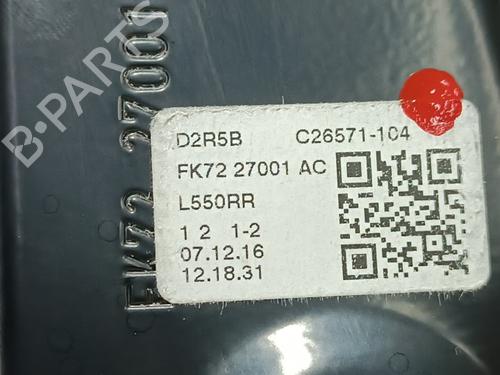 D2R5B C26571-104
FK72 27001 AC
L550RR
1 2 1-2
07.12.16
12.18.31
FK72 27001
B-PARTS